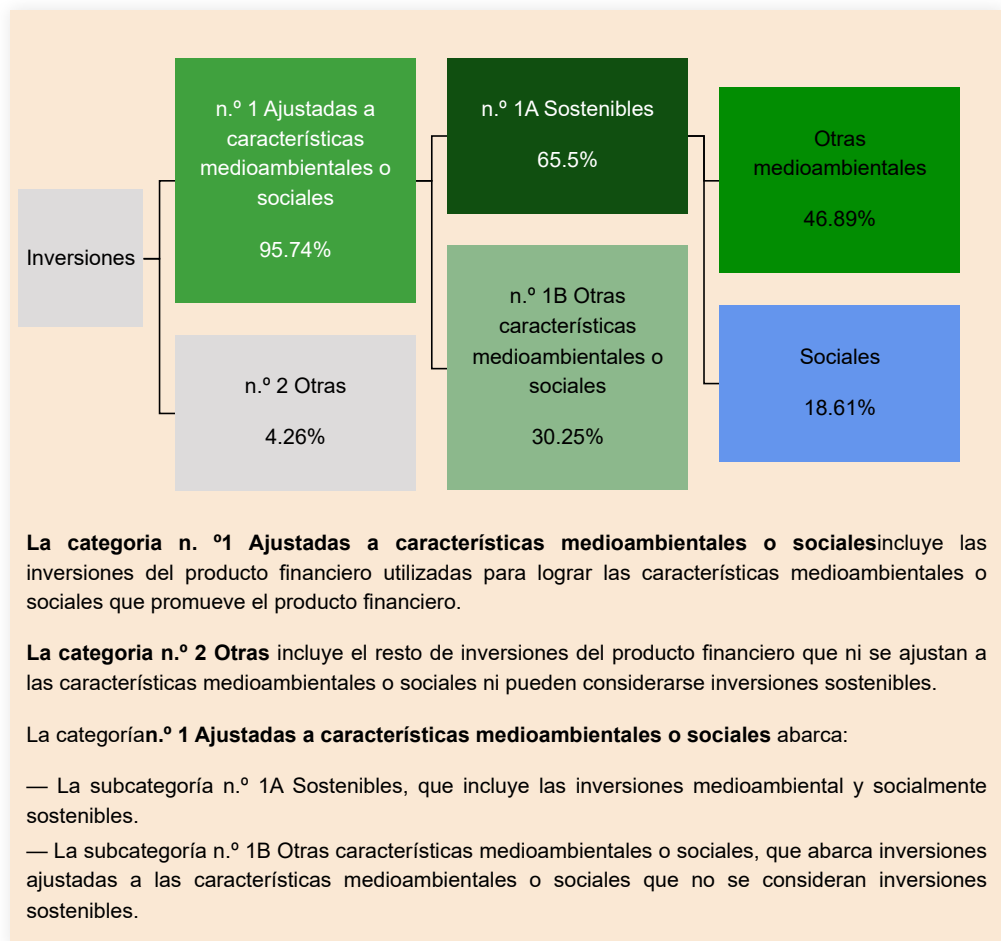 Inversiones
n.º 1 Ajustadas a
características
medioambientales o
sociales
95.74%
n.º 2 Otras
4.26%
n.º 1A Sostenibles
65.5%
n.º 1B Otras
características
medioambientales o
sociales
30.25%
Otras
medioambientales
46.89%
Sociales
18.61%
La categoria n. º1 Ajustadas a características medioambientales o socialesincluye las
inversiones del producto financiero utilizadas para lograr las características medioambientales o
sociales que promueve el producto financiero.
La categoria n.º 2 Otras incluye el resto de inversiones del producto financiero que ni se ajustan a
las características medioambientales o sociales ni pueden considerarse inversiones sostenibles.
La categorían.º 1 Ajustadas a características medioambientales o sociales abarca:
— La subcategoría n.º 1A Sostenibles, que incluye las inversiones medioambiental y socialmente
sostenibles.
— La subcategoría n.º 1B Otras características medioambientales o sociales, que abarca inversiones
ajustadas a las características medioambientales o sociales que no se consideran inversiones
sostenibles.